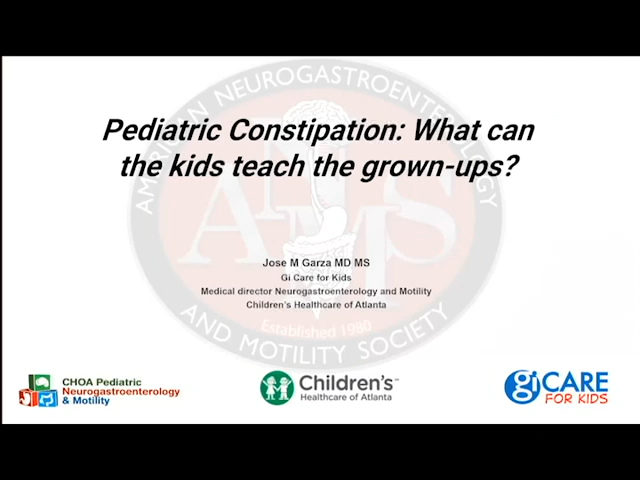 Pediatric Constipation: What can
the kids teach the grown-ups?
AMERICAN NEUROGASTROENTEROLOGY
ANMS
Jose M Garza MD MS
Gi Care for Kids
Medical director Neurogastroenterology and Motility
Children's Healthcare of Atlanta
Established 1980
AND MOTILITY SOCIETY
CHOA Pediatric
Neurogastroenterology
& Motility
Children's™
Healthcare of Atlanta
gi CARE
FOR KIDS